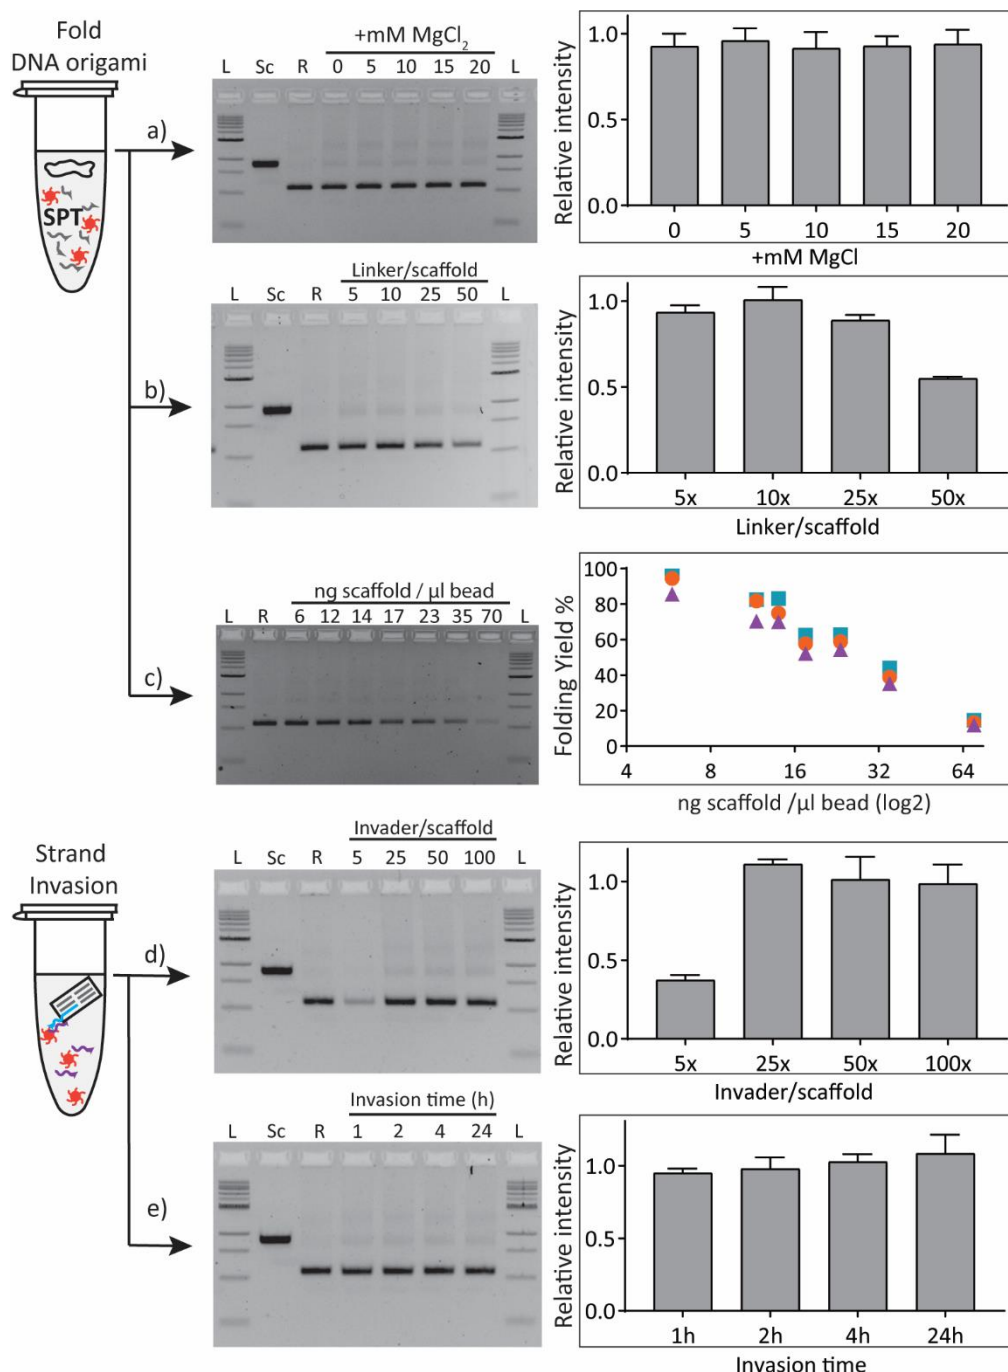 Fold
DNA origami
SPT
a)
+mM MgCl₂
L Sc R 0 5 10 15 20 L
Relative intensity
1.0
0.5
0.0
0 5 10 15 20
+mM MgCl
b)
Linker/scaffold
L Sc R 5 10 25 50 L
Relative intensity
1.0
0.5
0.0
5x 10x 25x 50x
Linker/scaffold
c)
ng scaffold / μl bead
L R 6 12 14 17 23 35 70 L
Folding Yield %
100
80
60
40
20
0
4 8 16 32 64
ng scaffold /μl bead (log2)
Strand
Invasion
d)
Invader/scaffold
L Sc R 5 25 50 100 L
Relative intensity
1.0
0.5
0.0
5x 25x 50x 100x
Invader/scaffold
e)
Invasion time (h)
L Sc R 1 2 4 24 L
Relative intensity
1.0
0.5
0.0
1h 2h 4h 24h
Invasion time